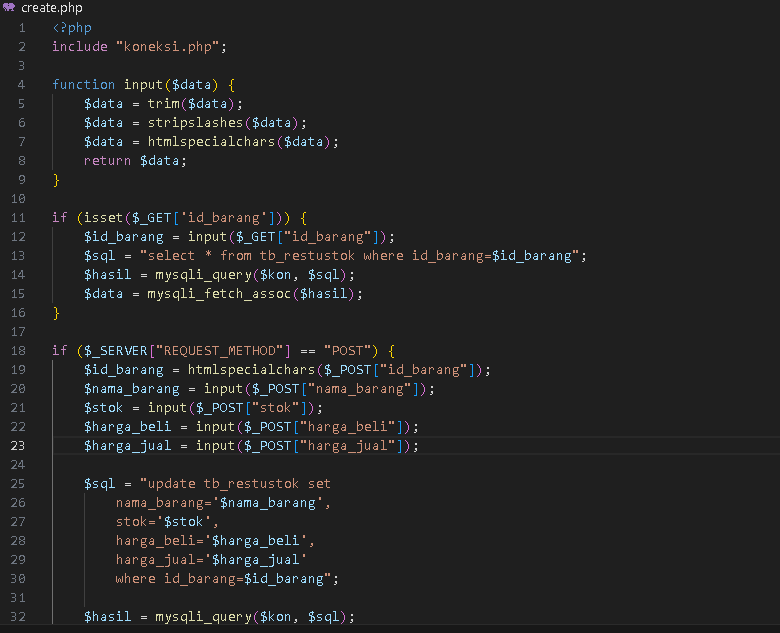 create.php
1 <?php
2 include "koneksi.php";
3
4 function input($data) {
5     $data = trim($data);
6     $data = stripslashes($data);
7     $data = htmlspecialchars($data);
8     return $data;
9 }
10
11 if (isset($_GET['id_barang'])) {
12     $id_barang = input($_GET["id_barang"]);
13     $sql = "select * from tb_restustok where id_barang=$id_barang";
14     $hasil = mysqli_query($kon, $sql);
15     $data = mysqli_fetch_assoc($hasil);
16 }
17
18 if ($_SERVER["REQUEST_METHOD"] == "POST") {
19     $id_barang = htmlspecialchars($_POST["id_barang"]);
20     $nama_barang = input($_POST["nama_barang"]);
21     $stok = input($_POST["stok"]);
22     $harga_beli = input($_POST["harga_beli"]);
23     $harga_jual = input($_POST["harga_jual"]);
24
25     $sql = "update tb_restustok set
26         nama_barang='$nama_barang',
27         stok='$stok',
28         harga_beli='$harga_beli',
29         harga_jual='$harga_jual'
30         where id_barang=$id_barang";
31
32     $hasil = mysqli_query($kon, $sql);